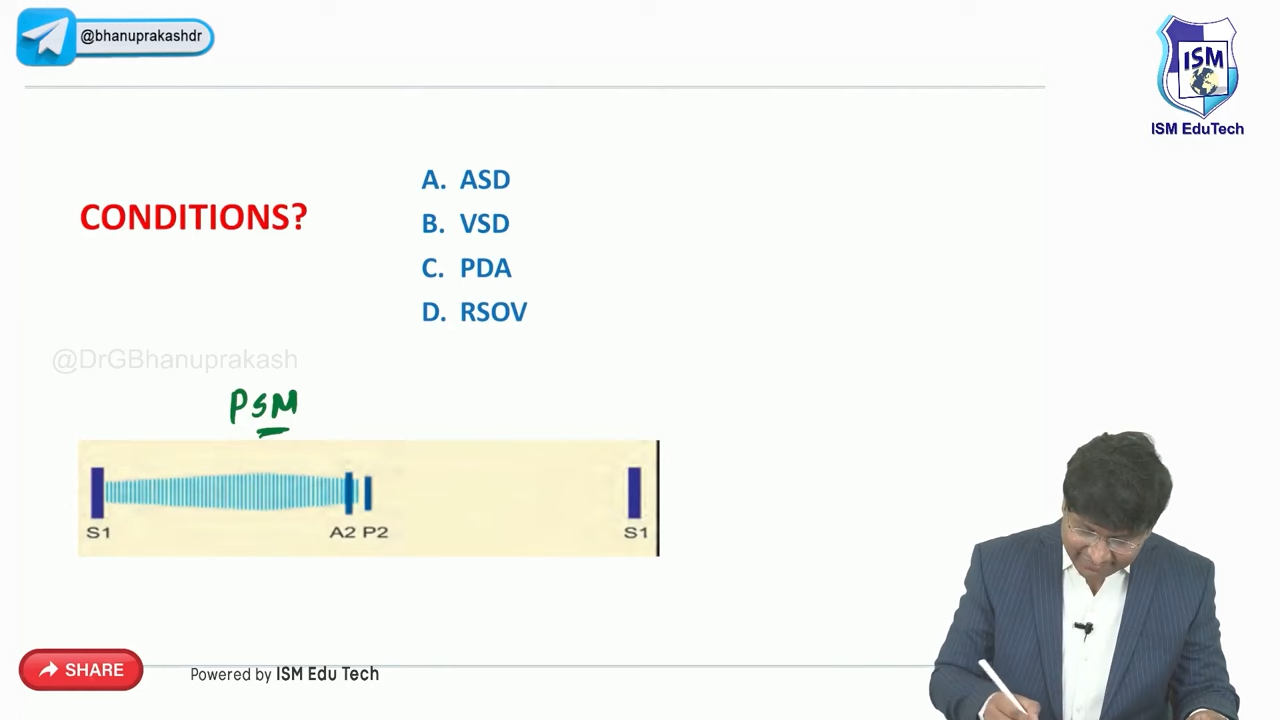 @bhanuprakashdr
ISM
ISM EduTech
CONDITIONS?
A. ASD
B. VSD
C. PDA
D. RSOV
@DrGBhanuprakash
PSM
S1 A2 P2 S1
SHARE
Powered by ISM Edu Tech